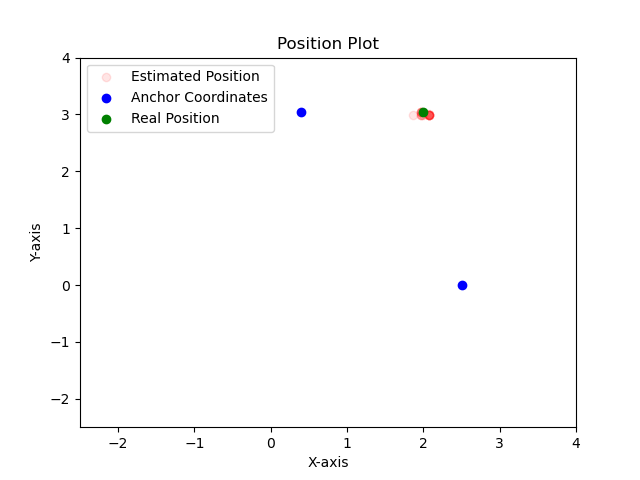 Position Plot
Estimated Position
Anchor Coordinates
Real Position
4
3
2
1
0
−1
−2
Y-axis
−2 −1 0 1 2 3 4
X-axis